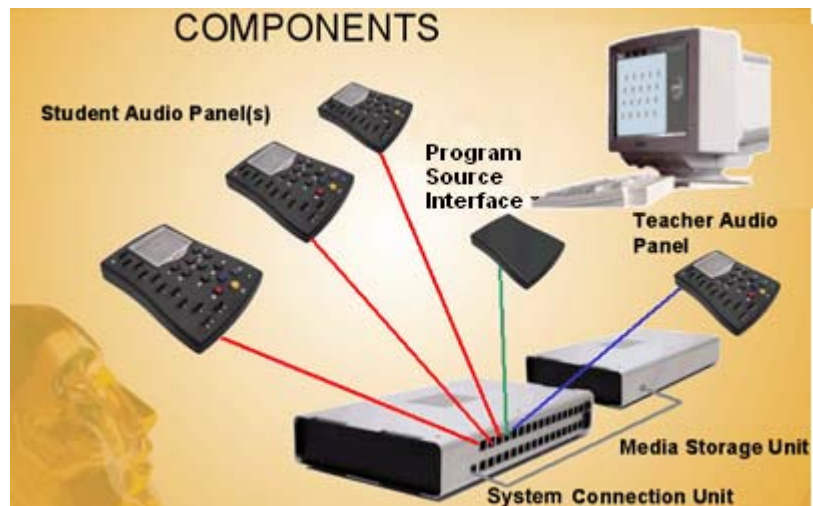 COMPONENTS
Student Audio Panel(s)
Program
Source
Interface
Teacher Audio
Panel
Media Storage Unit
System Connection Unit